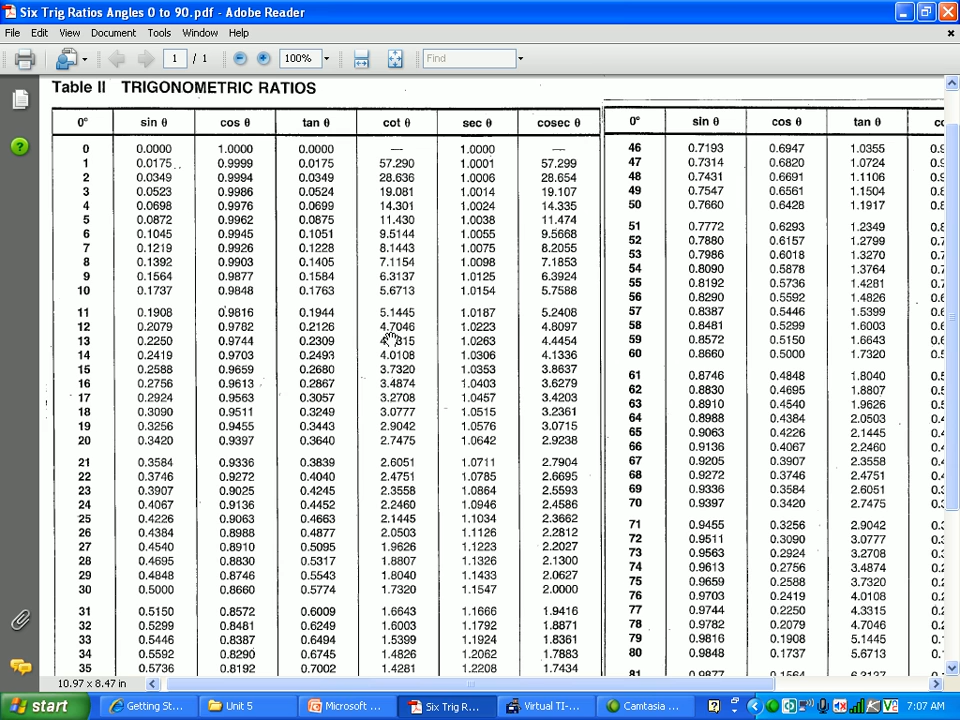 Six Trig Ratios Angles 0 to 90.pdf - Adobe Reader
File Edit View Document Tools Window Help
1 / 1 100% Find
Table II TRIGONOMETRIC RATIOS
0° sin θ cos θ tan θ cot θ sec θ cosec θ
0 0.0000 1.0000 0.0000 — 1.0000 —
1 0.0175 0.9999 0.0175 57.290 1.0001 57.299
2 0.0349 0.9994 0.0349 28.636 1.0006 28.654
3 0.0523 0.9986 0.0524 19.081 1.0014 19.107
4 0.0698 0.9976 0.0699 14.301 1.0024 14.335
5 0.0872 0.9962 0.0875 11.430 1.0038 11.474
6 0.1045 0.9945 0.1051 9.5144 1.0055 9.5668
7 0.1219 0.9926 0.1228 8.1443 1.0075 8.2055
8 0.1392 0.9903 0.1405 7.1154 1.0098 7.1853
9 0.1564 0.9877 0.1584 6.3137 1.0125 6.3924
10 0.1737 0.9848 0.1763 5.6713 1.0154 5.7588
11 0.1908 0.9816 0.1944 5.1445 1.0187 5.2408
12 0.2079 0.9782 0.2126 4.7046 1.0223 4.8097
13 0.2250 0.9744 0.2309 1.0263 4.4454
14 0.2419 0.9703 0.2493 4.0108 1.0306 4.1336
15 0.2588 0.9659 0.2680 3.7320 1.0353 3.8637
16 0.2756 0.9613 0.2867 3.4874 1.0403 3.6279
17 0.2924 0.9563 0.3057 3.2708 1.0457 3.4203
18 0.3090 0.9511 0.3249 3.0777 1.0515 3.2361
19 0.3256 0.9455 0.3443 2.9042 1.0576 3.0715
20 0.3420 0.9397 0.3640 2.7475 1.0642 2.9238
21 0.3584 0.9336 0.3839 2.6051 1.0711 2.7904
22 0.3746 0.9272 0.4040 2.4751 1.0785 2.6695
23 0.3907 0.9025 0.4245 2.3558 1.0864 2.5593
24 0.4067 0.9136 0.4452 2.2460 1.0946 2.4586
25 0.4226 0.9063 0.4663 2.1445 1.1034 2.3662
26 0.4384 0.8988 0.4877 2.0503 1.1126 2.2812
27 0.4540 0.8910 0.5095 1.9626 1.1223 2.2027
28 0.4695 0.8830 0.5317 1.8807 1.1326 2.1300
29 0.4848 0.8746 0.5543 1.8040 1.1433 2.0627
30 0.5000 0.8660 0.5774 1.7320 1.1547 2.0000
31 0.5150 0.8572 0.6009 1.6643 1.1666 1.9416
32 0.5299 0.8481 0.6249 1.6003 1.1792 1.8871
33 0.5446 0.8387 0.6494 1.5399 1.1924 1.8361
34 0.5592 0.8290 0.6745 1.4826 1.2062 1.7883
35 0.5736 0.8192 0.7002 1.4281 1.2208 1.7434
0° sin θ cos θ tan θ
46 0.7193 0.6947 1.0355
47 0.7314 0.6820 1.0724
48 0.7431 0.6691 1.1106
49 0.7547 0.6561 1.1504
50 0.7660 0.6428 1.1917
51 0.7772 0.6293 1.2349
52 0.7880 0.6157 1.2799
53 0.7986 0.6018 1.3270
54 0.8090 0.5878 1.3764
55 0.8192 0.5736 1.4281
56 0.8290 0.5592 1.4826
57 0.8387 0.5446 1.5399
58 0.8481 0.5299 1.6003
59 0.8572 0.5150 1.6643
60 0.8660 0.5000 1.7320
61 0.8746 0.4848 1.8040
62 0.8830 0.4695 1.8807
63 0.8910 0.4540 1.9626
64 0.8988 0.4384 2.0503
65 0.9063 0.4226 2.1445
66 0.9136 0.4067 2.2460
67 0.9205 0.3907 2.3558
68 0.9272 0.3746 2.4751
69 0.9336 0.3584 2.6051
70 0.9397 0.3420 2.7475
71 0.9455 0.3256 2.9042
72 0.9511 0.3090 3.0777
73 0.9563 0.2924 3.2708
74 0.9613 0.2756 3.4874
75 0.9659 0.2588 3.7320
76 0.9703 0.2419 4.0108
77 0.9744 0.2250 4.3315
78 0.9782 0.2079 4.7046
79 0.9816 0.1908 5.1445
80 0.9848 0.1737 5.6713
10.97 x 8.47 in
start Getting St... Unit 5 Microsoft ... Six Trig R... Virtual TI-... Camtasia ... 7:07 AM